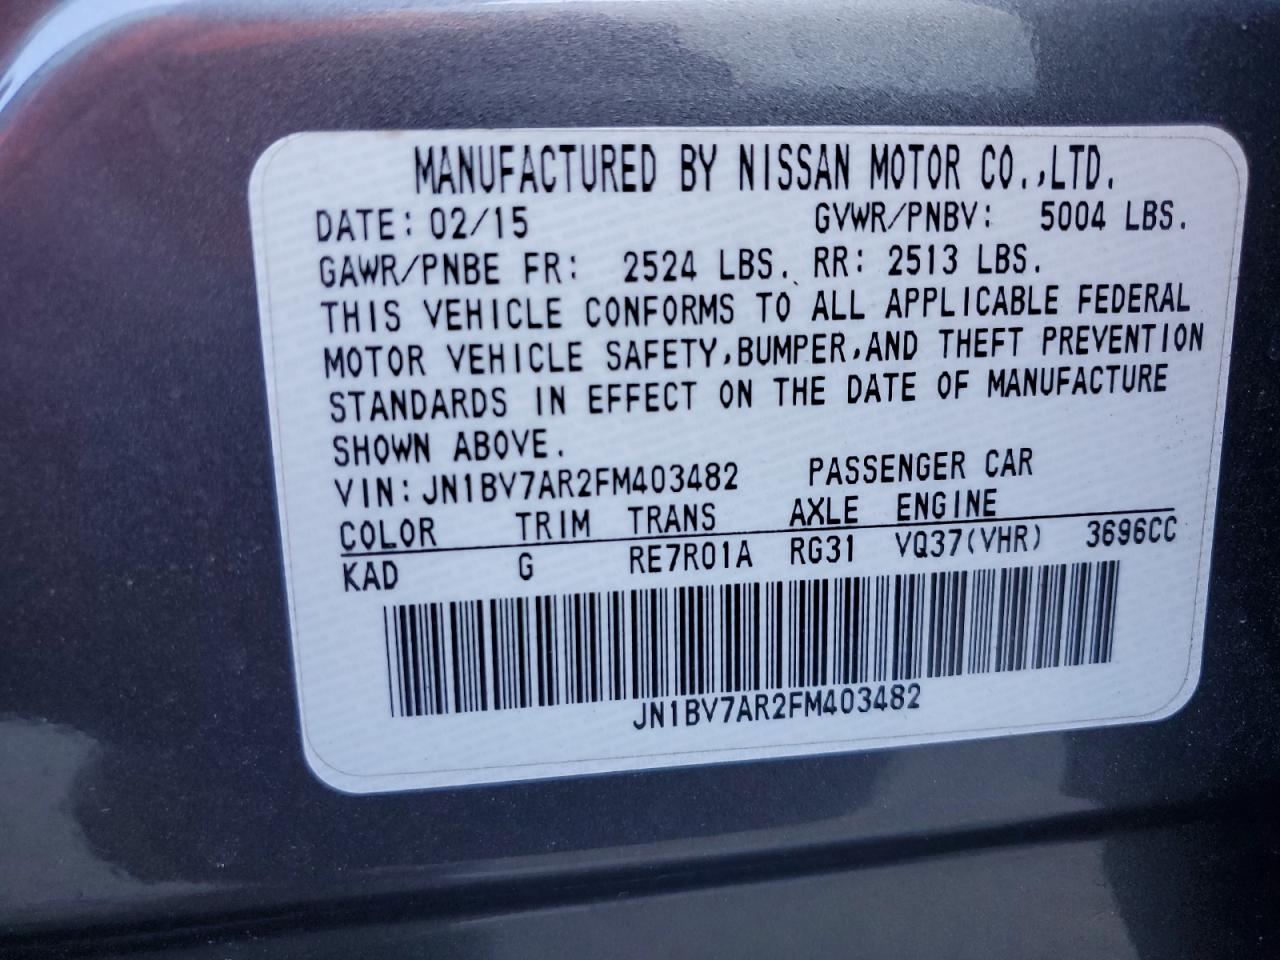 MANUFACTURED BY NISSAN MOTOR CO.,LTD.
DATE: 02/15 GVWR/PNBV: 5004 LBS.
GAWR/PNBE FR: 2524 LBS. RR: 2513 LBS.
THIS VEHICLE CONFORMS TO ALL APPLICABLE FEDERAL
MOTOR VEHICLE SAFETY,BUMPER,AND THEFT PREVENTION
STANDARDS IN EFFECT ON THE DATE OF MANUFACTURE
SHOWN ABOVE.
VIN: JN1BV7AR2FM403482 PASSENGER CAR
COLOR TRIM TRANS AXLE ENGINE
KAD G RE7R01A RG31 VQ37(VHR) 3696CC
JN1BV7AR2FM403482